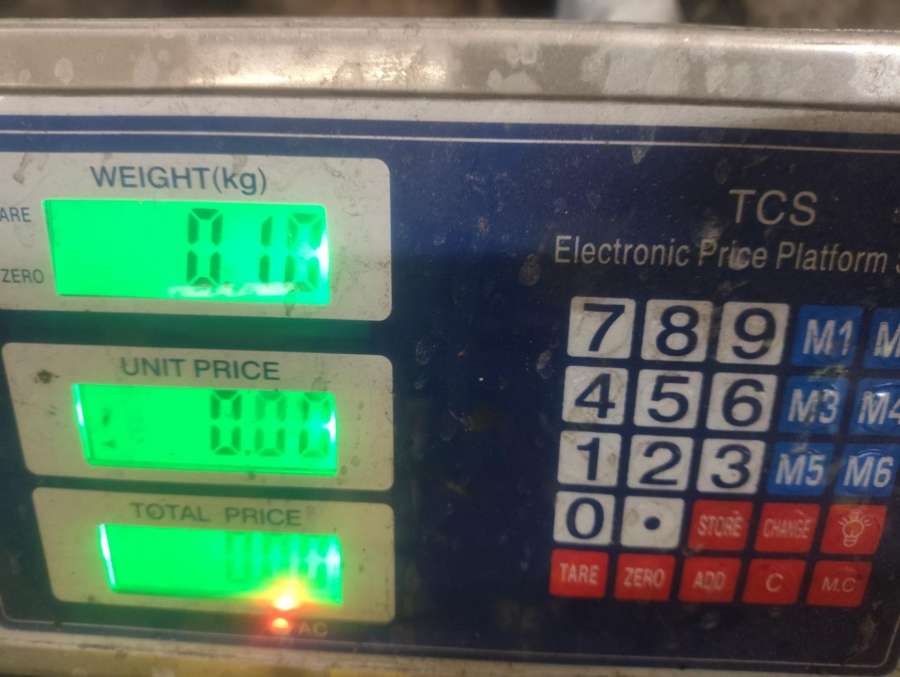 WEIGHT(kg)
ARE
ZERO
0.18
UNIT PRICE
0.00
TOTAL PRICE
AC
TCS
Electronic Price Platform
7 8 9 M1 M
4 5 6 M3 M4
1 2 3 M5 M6
0 . STORE CHANGE
TARE ZERO ADD C M.C